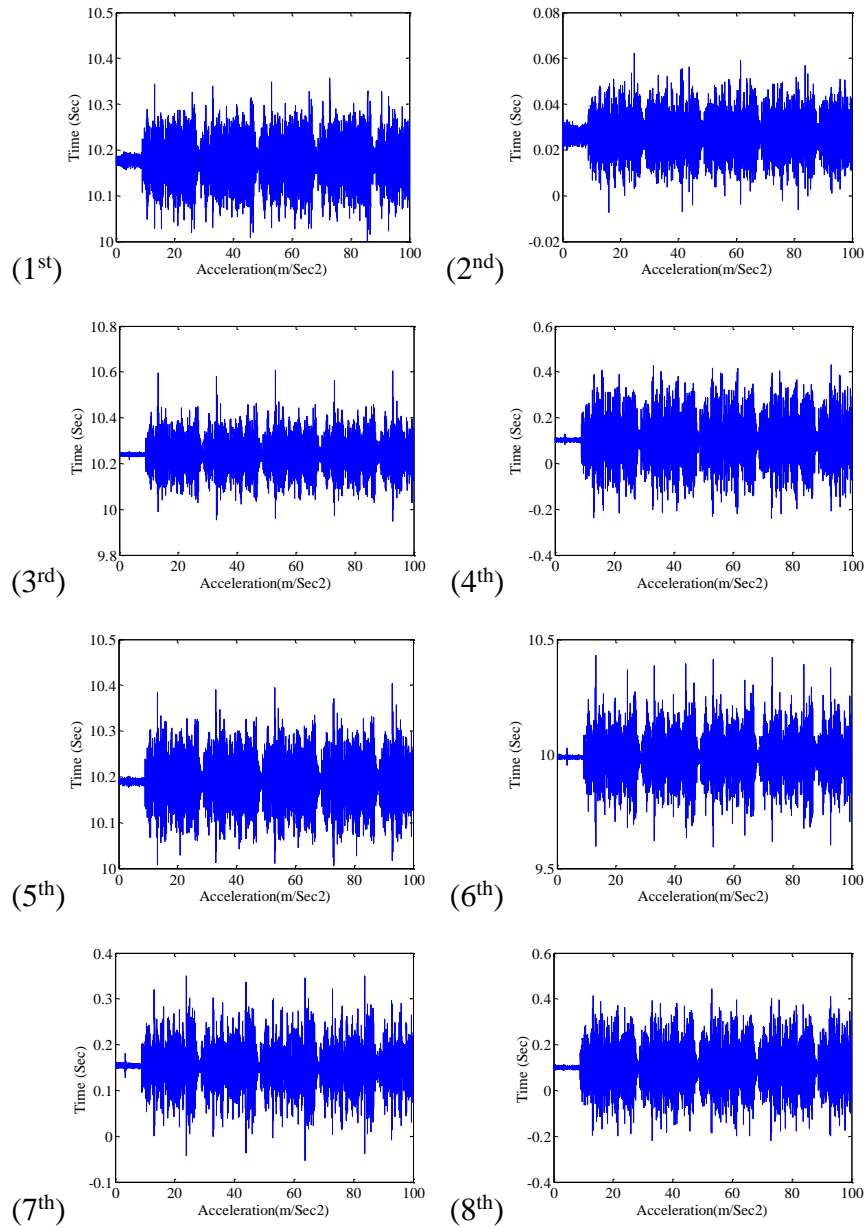 10.5
10.4
10.3
10.2
10.1
10
Time (Sec)
0 20 40 60 80 100
Acceleration(m/Sec2)
(1st)
0.08
0.06
0.04
0.02
0
-0.02
Time (Sec)
0 20 40 60 80 100
Acceleration(m/Sec2)
(2nd)
10.8
10.6
10.4
10.2
10
9.8
Time (Sec)
0 20 40 60 80 100
Acceleration(m/Sec2)
(3rd)
0.6
0.4
0.2
0
-0.2
-0.4
Time (Sec)
0 20 40 60 80 100
Acceleration(m/Sec2)
(4th)
10.5
10.4
10.3
10.2
10.1
10
Time (Sec)
0 20 40 60 80 100
Acceleration(m/Sec2)
(5th)
10.5
10
9.5
Time (Sec)
0 20 40 60 80 100
Acceleration(m/Sec2)
(6th)
0.4
0.3
0.2
0.1
0
-0.1
Time (Sec)
0 20 40 60 80 100
Acceleration(m/Sec2)
(7th)
0.6
0.4
0.2
0
-0.2
-0.4
Time (Sec)
0 20 40 60 80 100
Acceleration(m/Sec2)
(8th)